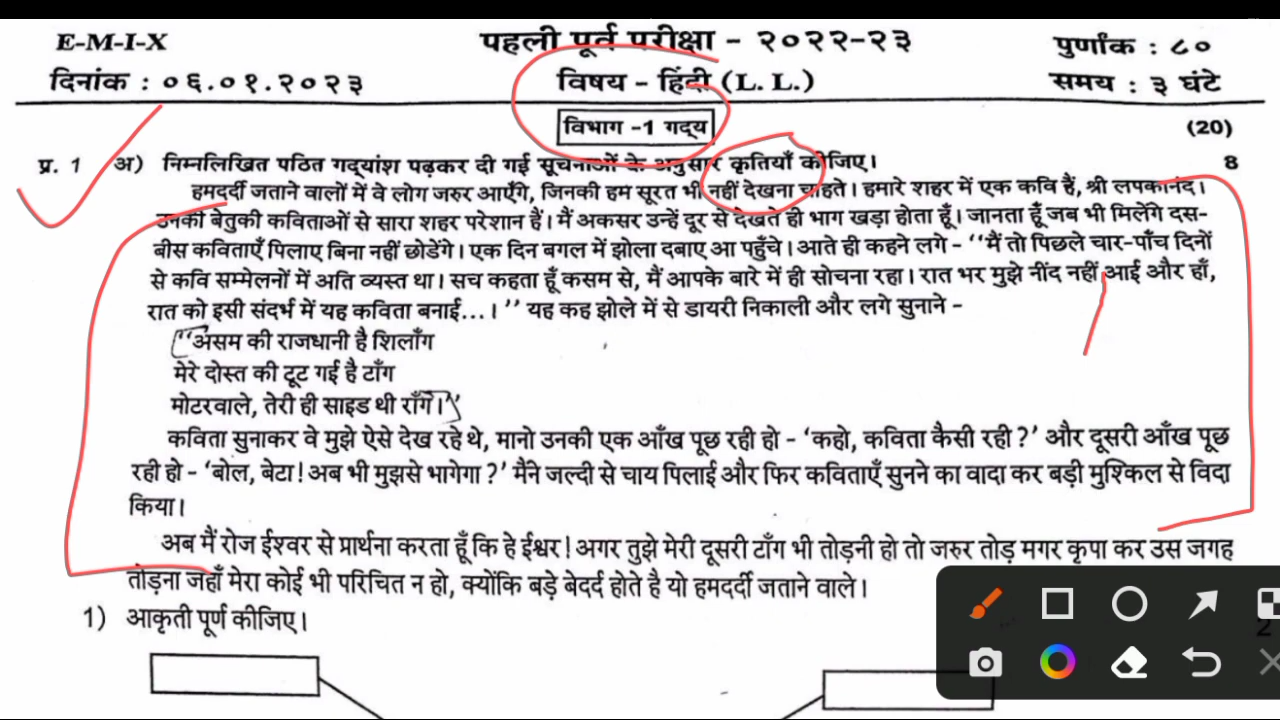 E-M-I-X पहली पूर्व परीक्षा - २०२२-२३ पुर्णांक : ८०
दिनांक : ०६.०१.२०२३ विषय - हिंदी (L. L.) समय : ३ घंटे
विभाग -1 गद्य (20)
प्र. 1 अ) निम्नलिखित पठित गद्यांश पढ़कर दी गई सूचनाओं के अनुसार कृतियाँ कीजिए। 8
हमदर्दी जताने वालों में वे लोग जरुर आएँगे, जिनकी हम सूरत भी नहीं देखना चाहते। हमारे शहर में एक कवि हैं, श्री लपकानंद।
उनकी बेतुकी कविताओं से सारा शहर परेशान हैं। मैं अकसर उन्हें दूर से देखते ही भाग खड़ा होता हूँ। जानता हूँ जब भी मिलेंगे दस-
बीस कविताएँ पिलाए बिना नहीं छोडेंगे। एक दिन बगल में झोला दबाए आ पहुँचे। आते ही कहने लगे - ‘‘मैं तो पिछले चार-पाँच दिनों
से कवि सम्मेलनों में अति व्यस्त था। सच कहता हूँ कसम से, मैं आपके बारे में ही सोचना रहा। रात भर मुझे नींद नहीं आई और हाँ,
रात को इसी संदर्भ में यह कविता बनाई...। ’’ यह कह झोले में से डायरी निकाली और लगे सुनाने -
‘‘असम की राजधानी है शिलाँग
मेरे दोस्त की टूट गई है टाँग
मोटरवाले, तेरी ही साइड थी राँग।’’
कविता सुनाकर वे मुझे ऐसे देख रहे थे, मानो उनकी एक आँख पूछ रही हो - ‘कहो, कविता कैसी रही ?’ और दूसरी आँख पूछ
रही हो - ‘बोल, बेटा ! अब भी मुझसे भागेगा ?’ मैंने जल्दी से चाय पिलाई और फिर कविताएँ सुनने का वादा कर बड़ी मुश्किल से विदा
किया।
अब मैं रोज ईश्वर से प्रार्थना करता हूँ कि हे ईश्वर ! अगर तुझे मेरी दूसरी टाँग भी तोड़नी हो तो जरुर तोड़ मगर कृपा कर उस जगह
तोड़ना जहाँ मेरा कोई भी परिचित न हो, क्योंकि बड़े बेदर्द होते है यो हमदर्दी जताने वाले।
1) आकृती पूर्ण कीजिए। 2